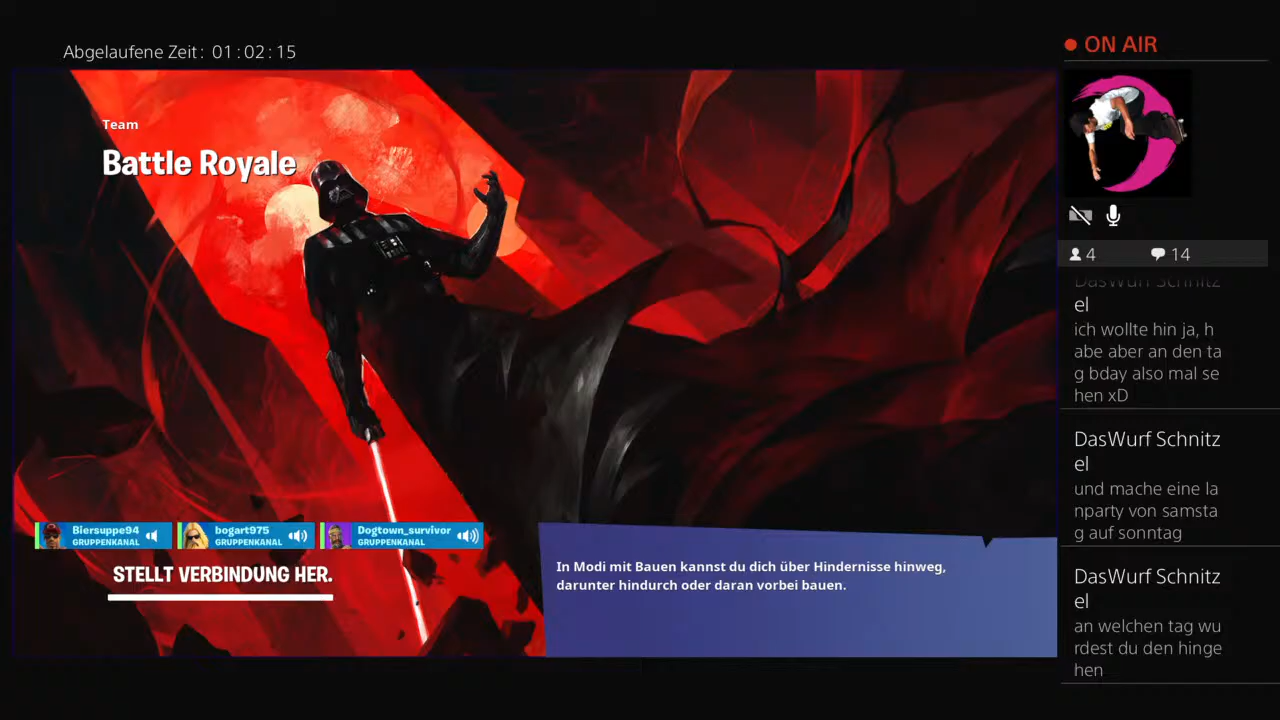 Abgelaufene Zeit: 01:02:15
ON AIR
Team
Battle Royale
4 14
DasWurf Schnitz
el
ich wollte hin ja, h
abe aber an den ta
g bday also mal se
hen xD
DasWurf Schnitz
el
und mache eine la
nparty von samsta
g auf sonntag
DasWurf Schnitz
el
an welchen tag wu
rdest du den hinge
hen
Biersuppe94
GRUPPENKANAL
bogart975
GRUPPENKANAL
Dogtown_survivor
GRUPPENKANAL
STELLT VERBINDUNG HER.
In Modi mit Bauen kannst du dich über Hindernisse hinweg,
darunter hindurch oder daran vorbei bauen.